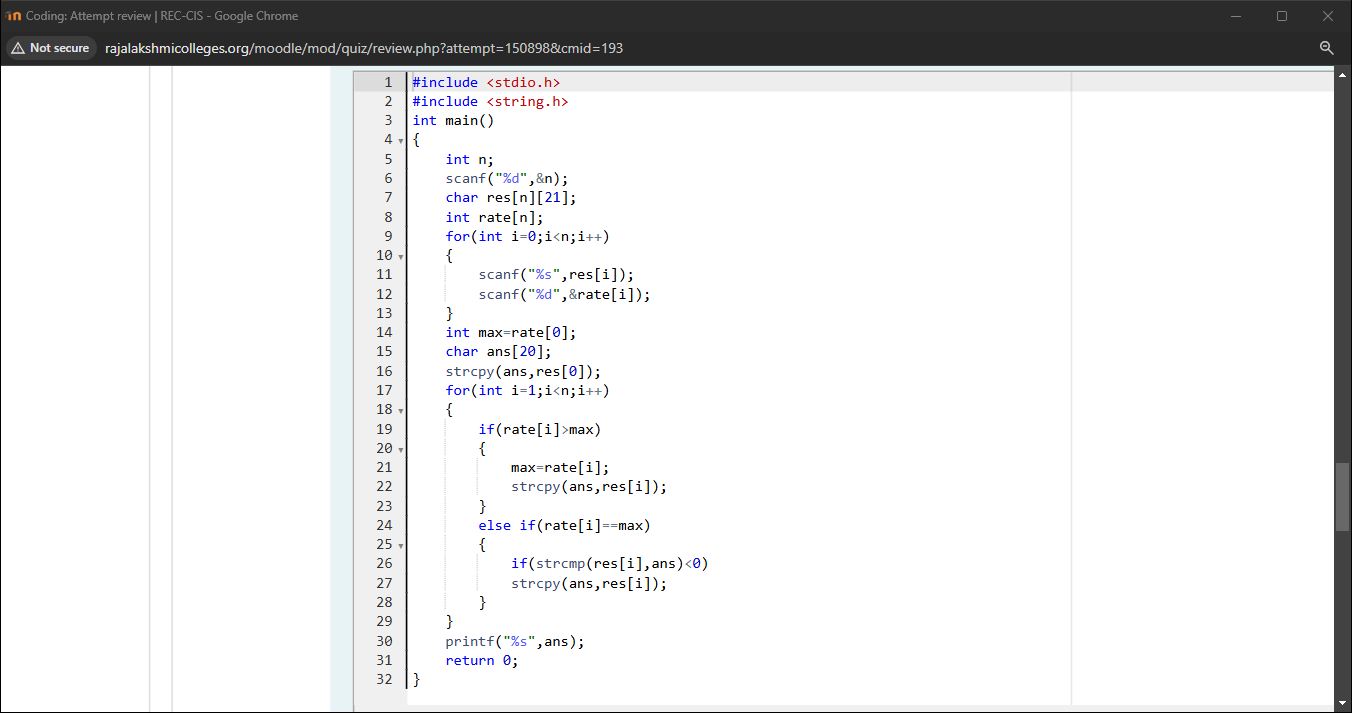 Coding: Attempt review | REC-CIS - Google Chrome
Not secure rajalakshmicolleges.org/moodle/mod/quiz/review.php?attempt=150898&cmid=193
1 #include <stdio.h>
2 #include <string.h>
3 int main()
4 {
5     int n;
6     scanf("%d",&n);
7     char res[n][21];
8     int rate[n];
9     for(int i=0;i<n;i++)
10     {
11         scanf("%s",res[i]);
12         scanf("%d",&rate[i]);
13     }
14     int max=rate[0];
15     char ans[20];
16     strcpy(ans,res[0]);
17     for(int i=1;i<n;i++)
18     {
19         if(rate[i]>max)
20         {
21             max=rate[i];
22             strcpy(ans,res[i]);
23         }
24         else if(rate[i]==max)
25         {
26             if(strcmp(res[i],ans)<0)
27             strcpy(ans,res[i]);
28         }
29     }
30     printf("%s",ans);
31     return 0;
32 }